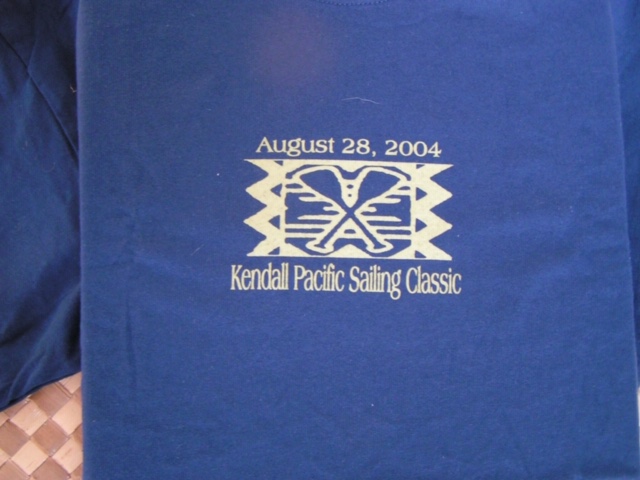 August 28, 2004
Kendall Pacific Sailing Classic